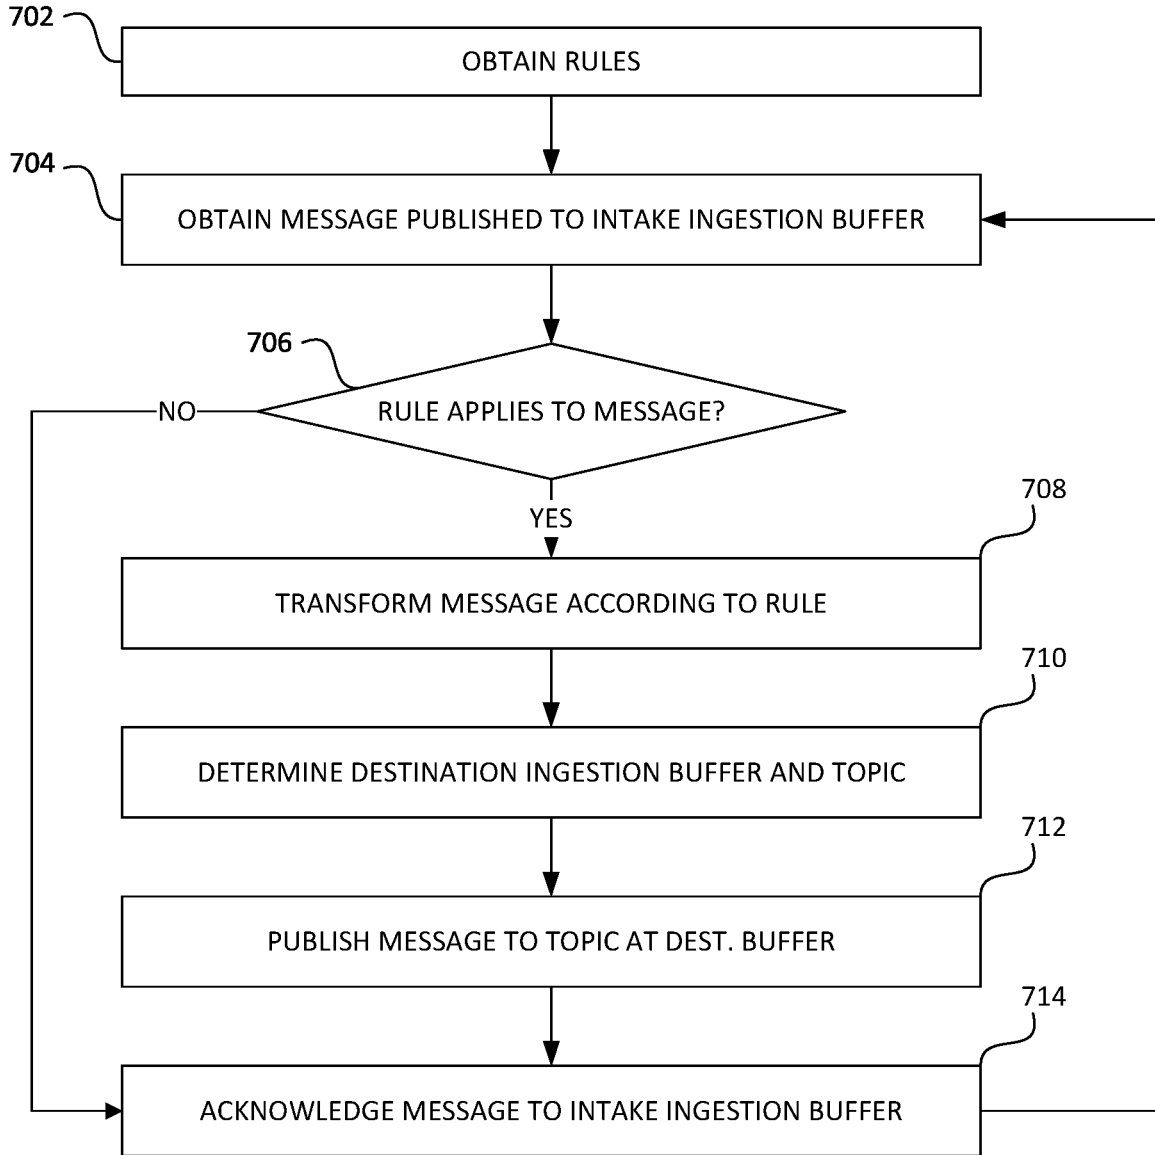 702
OBTAIN RULES
704
OBTAIN MESSAGE PUBLISHED TO INTAKE INGESTION BUFFER
706
RULE APPLIES TO MESSAGE?
NO
YES
708
TRANSFORM MESSAGE ACCORDING TO RULE
710
DETERMINE DESTINATION INGESTION BUFFER AND TOPIC
712
PUBLISH MESSAGE TO TOPIC AT DEST. BUFFER
714
ACKNOWLEDGE MESSAGE TO INTAKE INGESTION BUFFER